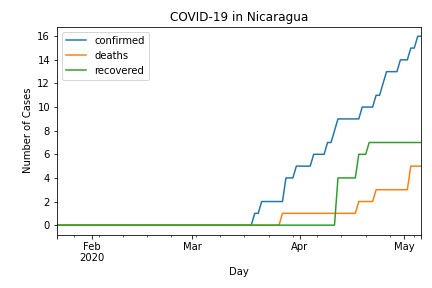 COVID-19 in Nicaragua
confirmed
deaths
recovered
Number of Cases
16
14
12
10
8
6
4
2
0
Feb
2020
Mar
Apr
May
Day